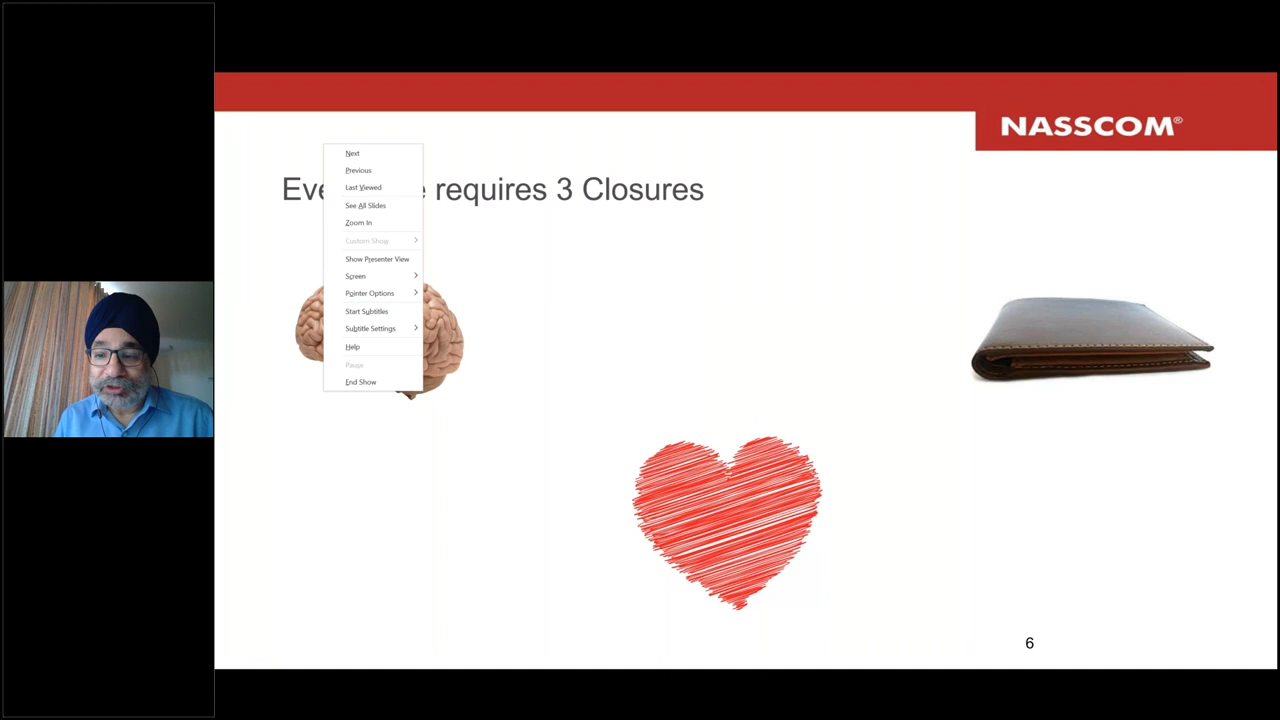 NASSCOM®
Eve
e requires 3 Closures
Next
Previous
Last Viewed
See All Slides
Zoom In
Custom Show
Show Presenter View
Screen
Pointer Options
Start Subtitles
Subtitle Settings
Help
Pause
End Show
6